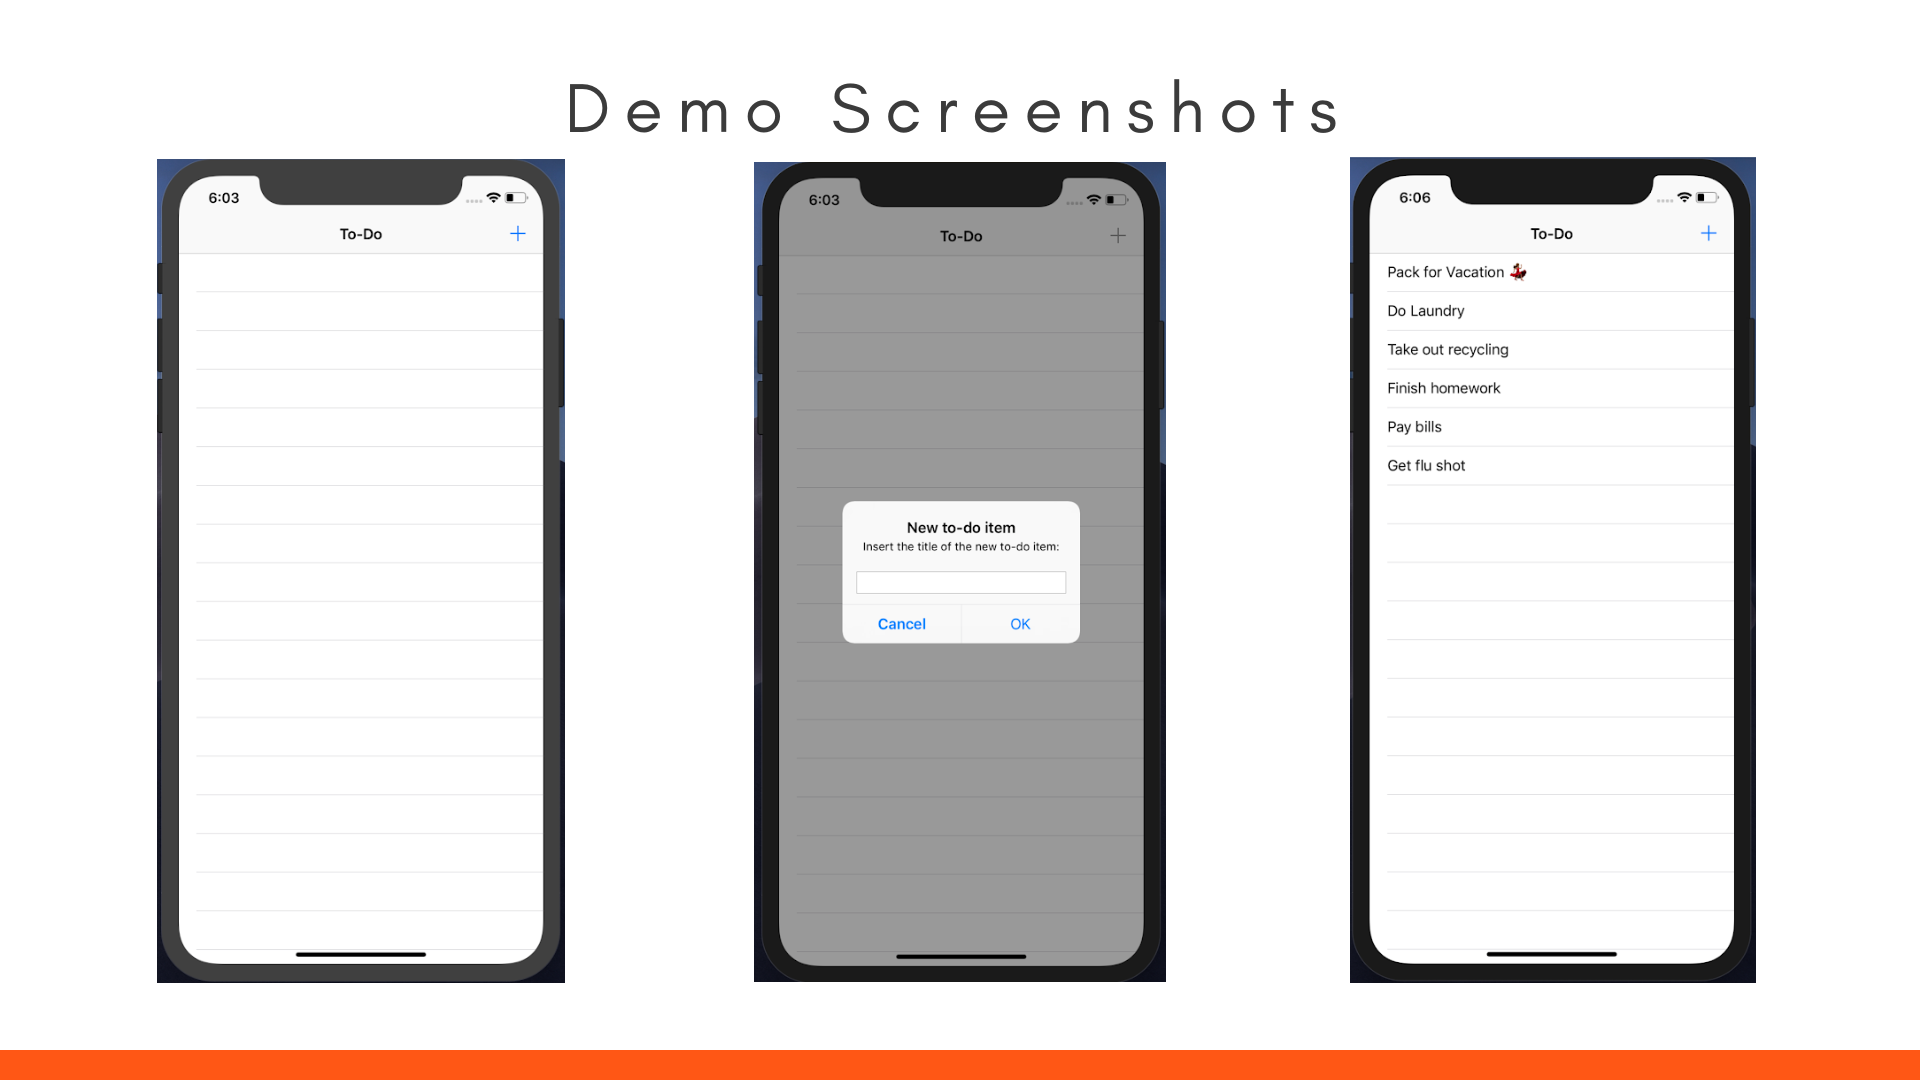 Demo Screenshots
6:03
To-Do
6:03
To-Do
New to-do item
Insert the title of the new to-do item:
Cancel OK
6:06
To-Do
Pack for Vacation 💃
Do Laundry
Take out recycling
Finish homework
Pay bills
Get flu shot